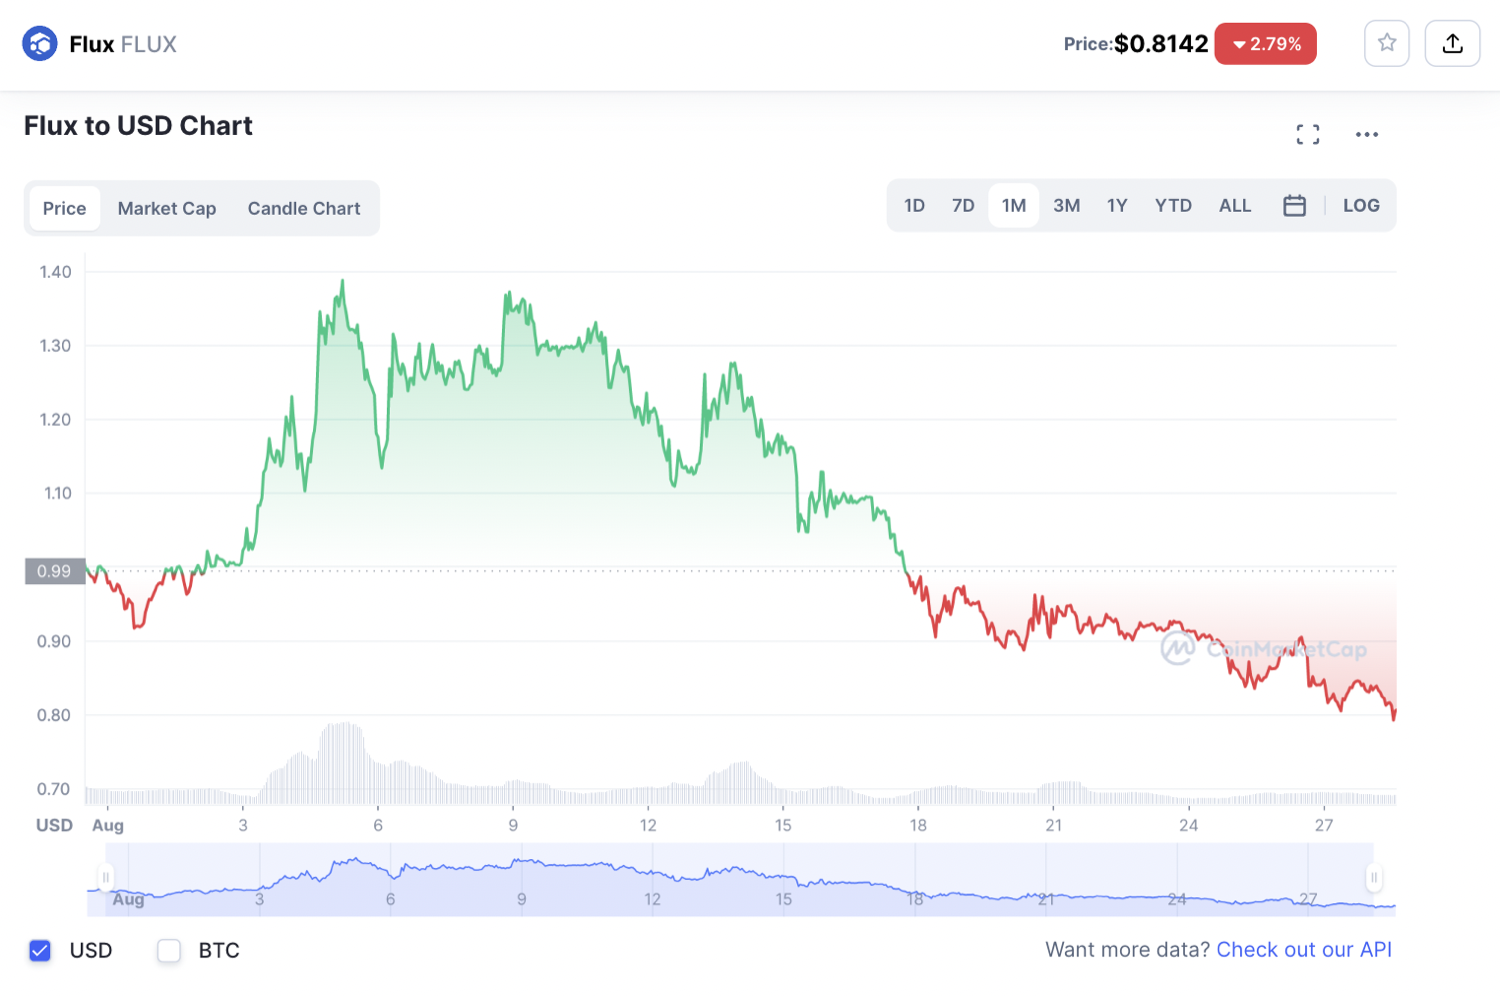 Flux FLUX
Price:$0.8142 2.79%
Flux to USD Chart
Price Market Cap Candle Chart
1D 7D 1M 3M 1Y YTD ALL LOG
1.40
1.30
1.20
1.10
0.99
0.90
0.80
0.70
CoinMarketCap
USD Aug 3 6 9 12 15 18 21 24 27
Aug 3 6 9 12 15 18 21 24 27
USD BTC
Want more data? Check out our API